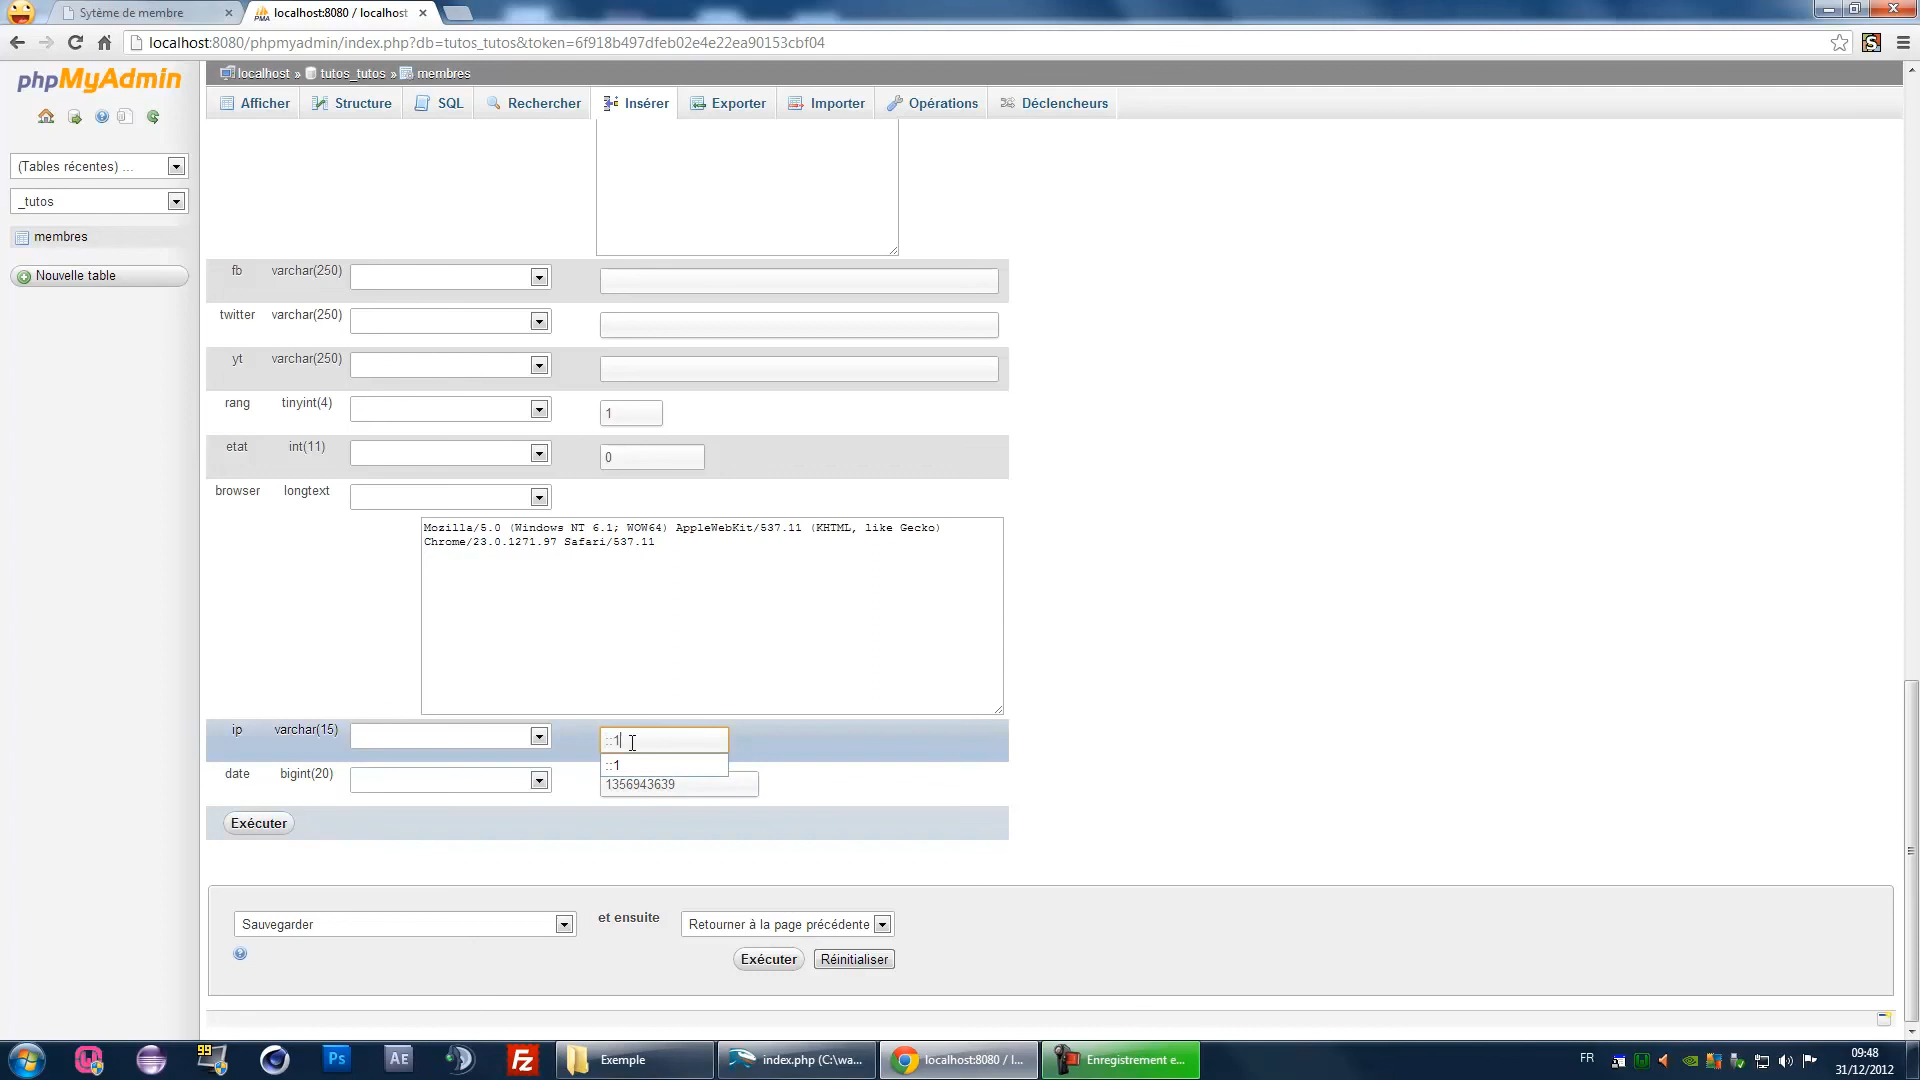 Sytème de membre
localhost:8080 / localhost
localhost:8080/phpmyadmin/index.php?db=tutos_tutos&token=6f918b497dfeb02e4e22ea90153cbf04
phpMyAdmin
localhost » tutos_tutos » membres
Afficher Structure SQL Rechercher Insérer Exporter Importer Opérations Déclencheurs
(Tables récentes) ...
_tutos
membres
Nouvelle table
fb varchar(250)
twitter varchar(250)
yt varchar(250)
rang tinyint(4) 1
etat int(11) 0
browser longtext
Mozilla/5.0 (Windows NT 6.1; WOW64) AppleWebKit/537.11 (KHTML, like Gecko)
Chrome/23.0.1271.97 Safari/537.11
ip varchar(15) ::1
::1
date bigint(20) 1356943639
Exécuter
Sauvegarder et ensuite Retourner à la page précédente
Exécuter Réinitialiser
99 Ps AE Fz Exemple index.php (C:\wa... localhost:8080 / l... Enregistrement e... FR 09:48
31/12/2012